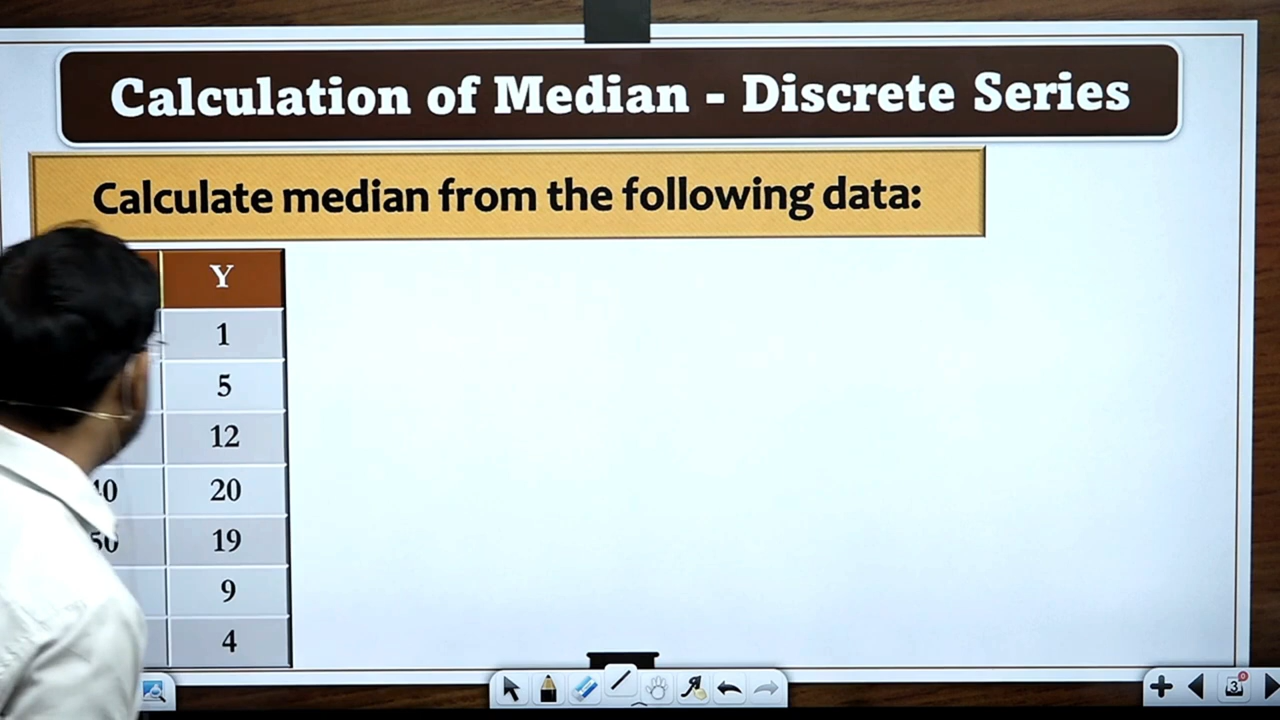 Calculation of Median - Discrete Series
Calculate median from the following data:
Y
1
5
12
40 20
50 19
9
4
3